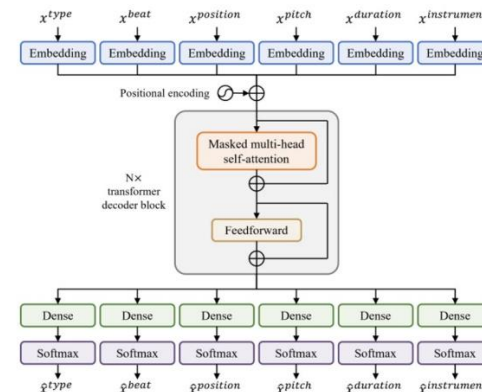 x^type x^beat x^position x^pitch x^duration x^instrumen
Embedding Embedding Embedding Embedding Embedding Embedding
Positional encoding
Masked multi-head
self-attention
N×
transformer
decoder block
Feedforward
Dense Dense Dense Dense Dense Dense
Softmax Softmax Softmax Softmax Softmax Softmax
x̂^type x̂^beat x̂^position x̂^pitch x̂^duration x̂^instrumen